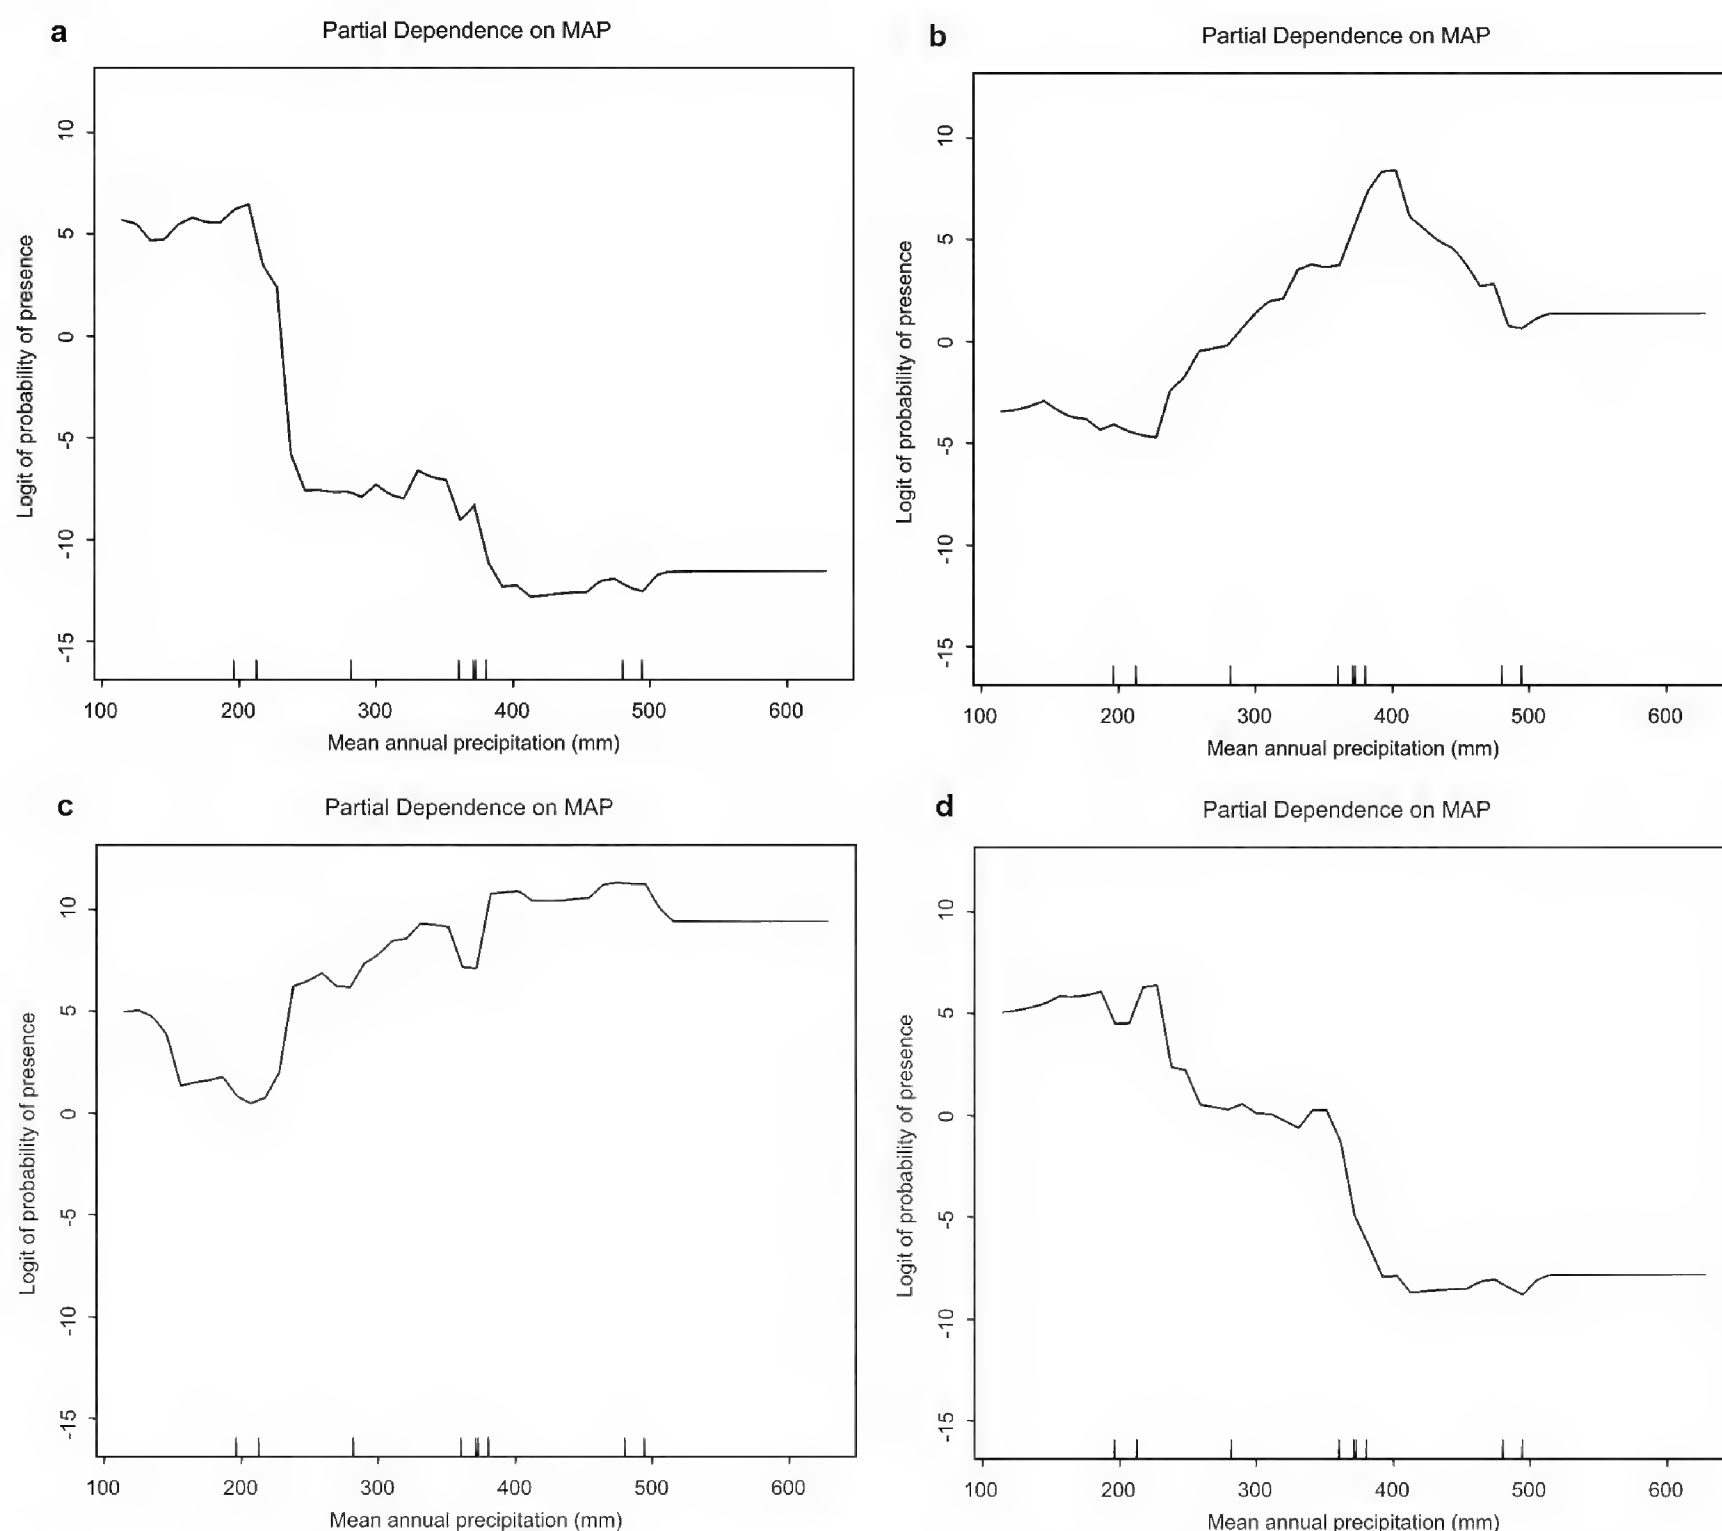 a
Partial Dependence on MAP
Logit of probability of presence
10
5
0
-5
-10
-15
100 200 300 400 500 600
Mean annual precipitation (mm)
b
Partial Dependence on MAP
Logit of probability of presence
10
5
0
-5
-10
-15
100 200 300 400 500 600
Mean annual precipitation (mm)
c
Partial Dependence on MAP
Logit of probability of presence
10
5
0
-5
-10
-15
100 200 300 400 500 600
Mean annual precipitation (mm)
d
Partial Dependence on MAP
Logit of probability of presence
10
5
0
-5
-10
-15
100 200 300 400 500 600
Mean annual precipitation (mm)